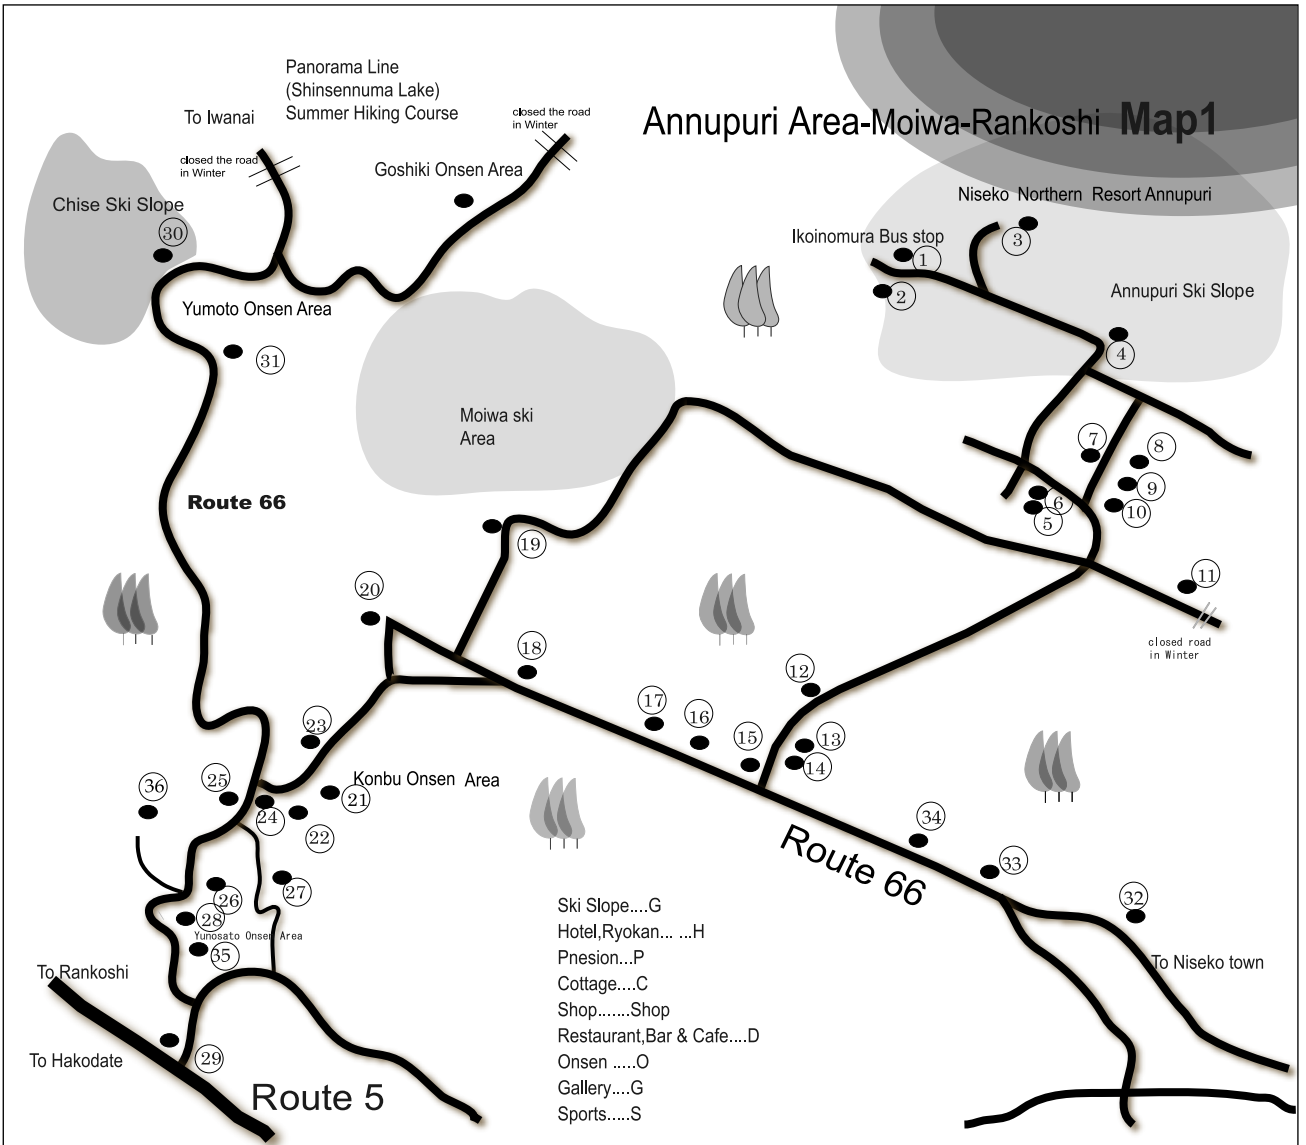 Panorama Line
(Shinsennuma Lake)
Summer Hiking Course
To Iwanai
closed the road
in Winter
closed the road
in Winter
Annupuri Area-Moiwa-Rankoshi Map1
Goshiki Onsen Area
Chise Ski Slope
30
Niseko Northern Resort Annupuri
3
Ikoinomura Bus stop
1
2
Annupuri Ski Slope
Yumoto Onsen Area
31
4
Moiwa ski
Area
7
8
9
6
10
5
Route 66
19
11
20
closed road
in Winter
18
12
17
16
23
15
13
14
Konbu Onsen Area
36
25
21
24
22
34
Route 66
33
27
26
32
28
Yunosato Onsen Area
35
To Niseko town
To Rankoshi
To Hakodate
29
Route 5
Ski Slope....G
Hotel,Ryokan... ...H
Pnesion...P
Cottage....C
Shop.......Shop
Restaurant,Bar & Cafe....D
Onsen .....O
Gallery....G
Sports.....S